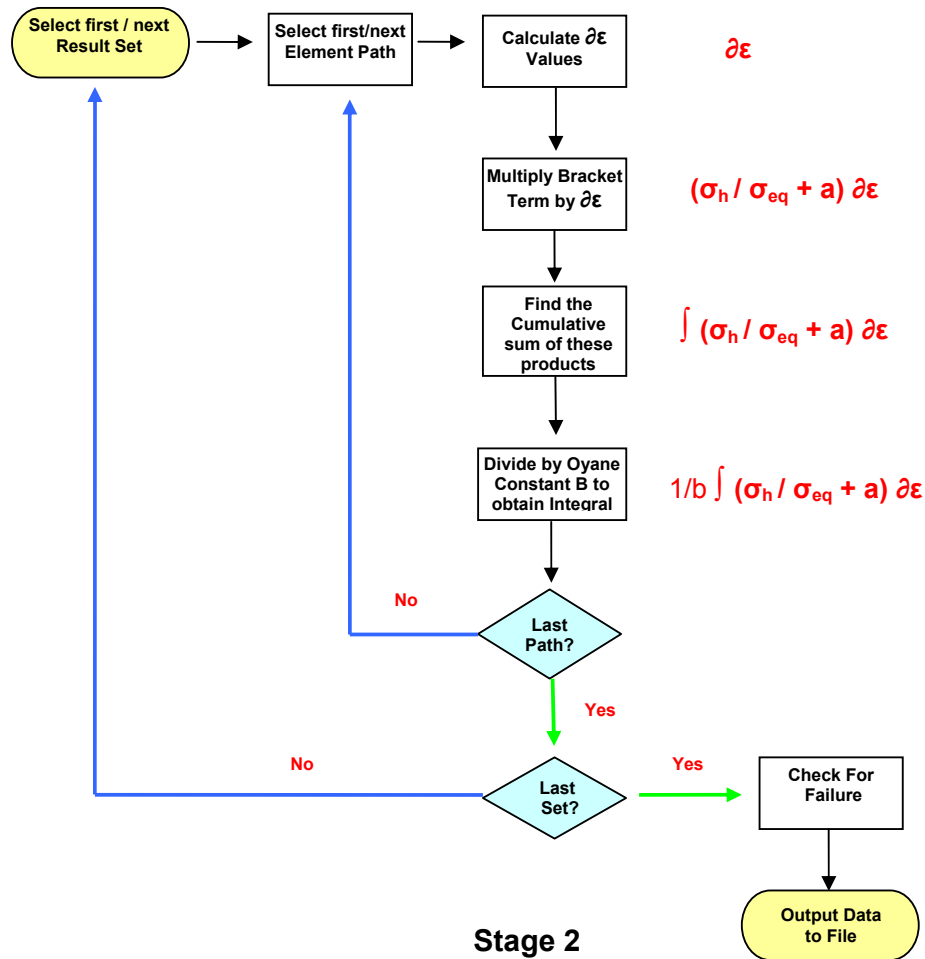 Select first / next
Result Set
Select first/next
Element Path
Calculate ∂ε
Values
∂ε
Multiply Bracket
Term by ∂ε
(σh / σeq + a) ∂ε
Find the
Cumulative
sum of these
products
∫ (σh / σeq + a) ∂ε
Divide by Oyane
Constant B to
obtain Integral
1/b ∫ (σh / σeq + a) ∂ε
No
Last
Path?
Yes
No
Last
Set?
Yes
Check For
Failure
Output Data
to File
Stage 2